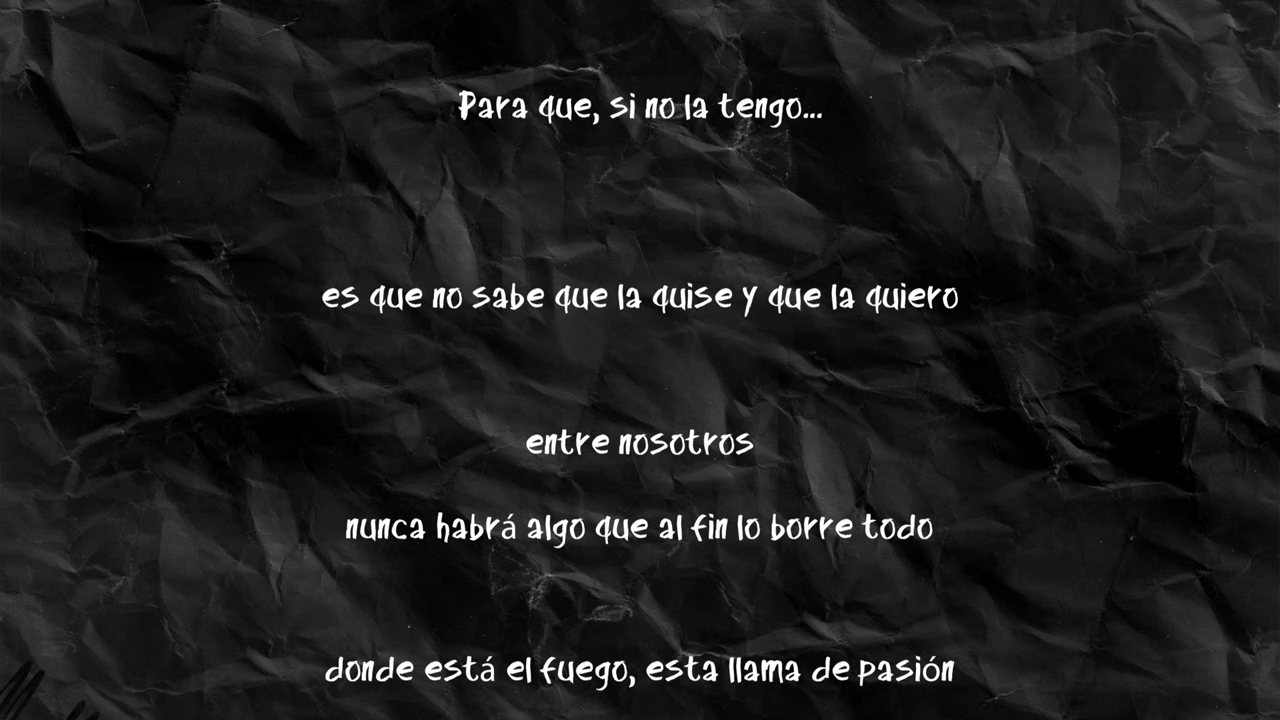 Para que, si no la tengo...
es que no sabe que la quise y que la quiero
entre nosotros
nunca habrá algo que al fin lo borre todo
donde está el fuego, esta llama de pasión